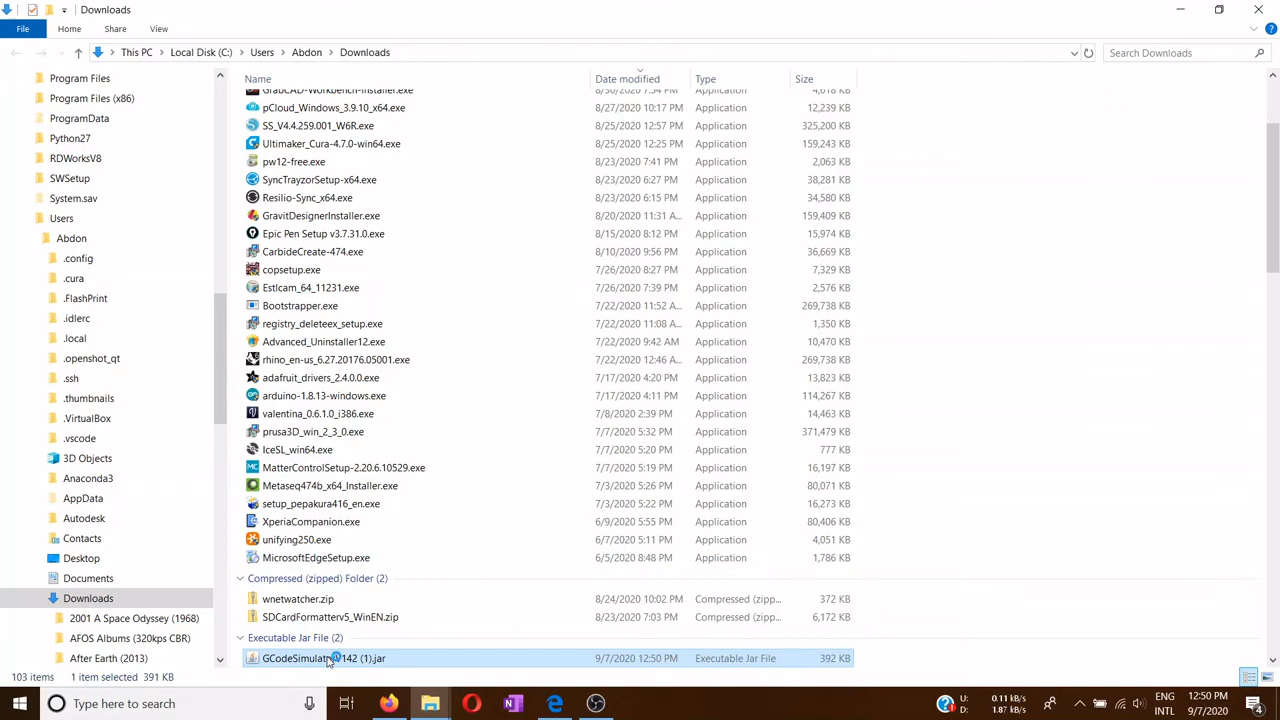 Downloads
File Home Share View
This PC Local Disk (C:) Users Abdon Downloads
Search Downloads
Program Files
Program Files (x86)
ProgramData
Python27
RDWorksV8
SWSetup
System.sav
Users
Abdon
.config
.cura
.FlashPrint
.idlerc
.local
.openshot_qt
.ssh
.thumbnails
.VirtualBox
.vscode
3D Objects
Anaconda3
AppData
Autodesk
Contacts
Desktop
Documents
Downloads
2001 A Space Odyssey (1968)
AFOS Albums (320kps CBR)
After Earth (2013)
Name Date modified Type Size
GrabCAD-Workbench-Installer.exe 8/30/2020 7:54 PM Application 4,618 KB
pCloud_Windows_3.9.10_x64.exe 8/27/2020 10:17 PM Application 12,239 KB
SS_V4.4.259.001_W6R.exe 8/25/2020 12:57 PM Application 325,200 KB
Ultimaker_Cura-4.7.0-win64.exe 8/25/2020 12:25 PM Application 159,243 KB
pw12-free.exe 8/23/2020 7:41 PM Application 2,063 KB
SyncTrayzorSetup-x64.exe 8/23/2020 6:27 PM Application 38,281 KB
Resilio-Sync_x64.exe 8/23/2020 6:15 PM Application 34,580 KB
GravitDesignerInstaller.exe 8/20/2020 11:31 A... Application 159,409 KB
Epic Pen Setup v3.7.31.0.exe 8/15/2020 8:12 PM Application 15,974 KB
CarbideCreate-474.exe 8/10/2020 9:56 PM Application 36,669 KB
copsetup.exe 7/26/2020 8:27 PM Application 7,329 KB
Estlcam_64_11231.exe 7/26/2020 7:39 PM Application 2,576 KB
Bootstrapper.exe 7/22/2020 11:52 A... Application 269,738 KB
registry_deleteex_setup.exe 7/22/2020 11:08 A... Application 1,350 KB
Advanced_Uninstaller12.exe 7/22/2020 9:42 AM Application 10,470 KB
rhino_en-us_6.27.20176.05001.exe 7/22/2020 12:46 A... Application 269,738 KB
adafruit_drivers_2.4.0.0.exe 7/17/2020 4:20 PM Application 13,823 KB
arduino-1.8.13-windows.exe 7/17/2020 4:11 PM Application 114,267 KB
valentina_0.6.1.0_i386.exe 7/8/2020 2:39 PM Application 14,463 KB
prusa3D_win_2_3_0.exe 7/7/2020 5:32 PM Application 371,479 KB
IceSL_win64.exe 7/7/2020 5:20 PM Application 777 KB
MatterControlSetup-2.20.6.10529.exe 7/7/2020 5:19 PM Application 16,197 KB
Metaseq474b_x64_Installer.exe 7/3/2020 5:26 PM Application 80,071 KB
setup_pepakura416_en.exe 7/3/2020 5:22 PM Application 16,273 KB
XperiaCompanion.exe 6/9/2020 5:55 PM Application 80,406 KB
unifying250.exe 6/7/2020 5:11 PM Application 4,051 KB
MicrosoftEdgeSetup.exe 6/5/2020 8:48 PM Application 1,786 KB
Compressed (zipped) Folder (2)
wnetwatcher.zip 8/24/2020 10:02 PM Compressed (zipp... 372 KB
SDCardFormatterv5_WinEN.zip 8/23/2020 7:03 PM Compressed (zipp... 6,172 KB
Executable Jar File (2)
142 (1).jar 9/7/2020 12:50 PM Executable Jar File 392 KB
103 items 1 item selected 391 KB
Type here to search
U: 0.11 kB/s
D: 1.87 kB/s
ENG
INTL
12:50 PM
9/7/2020
4